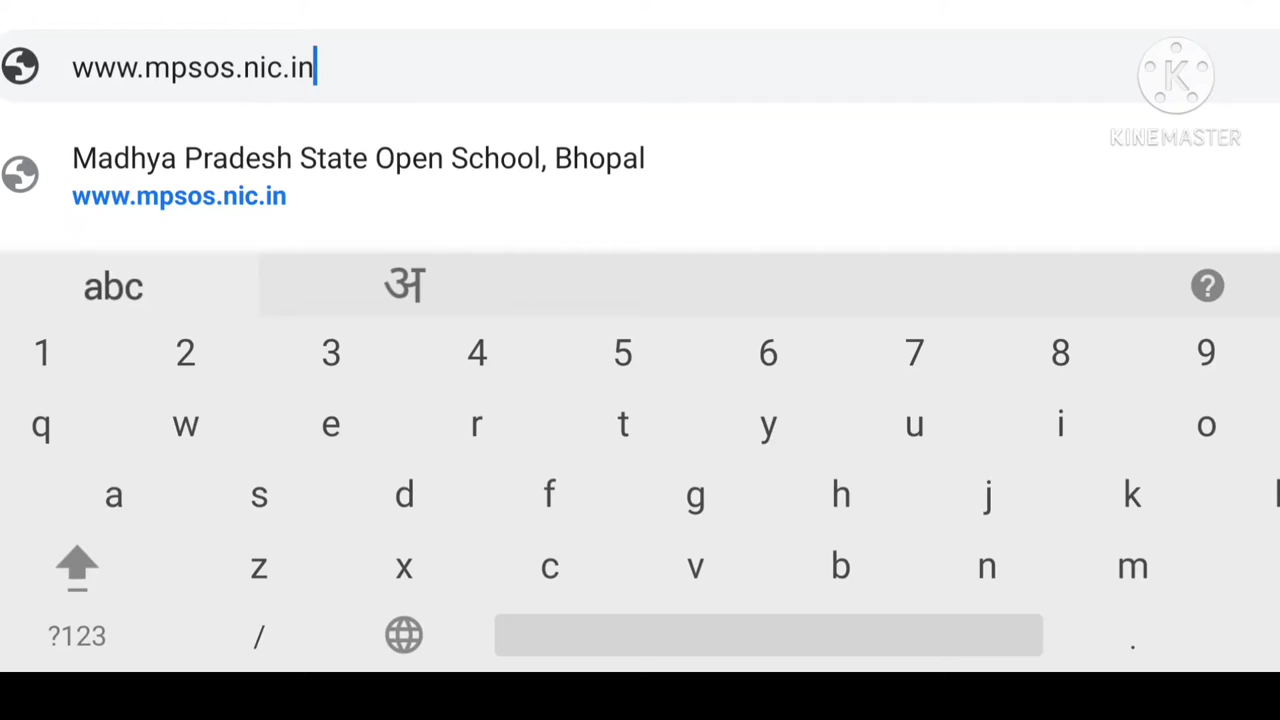 www.mpsos.nic.in
K
KINEMASTER
Madhya Pradesh State Open School, Bhopal
www.mpsos.nic.in
abc अ ?
1 2 3 4 5 6 7 8 9
q w e r t y u i o
a s d f g h j k
z x c v b n m
?123 / .